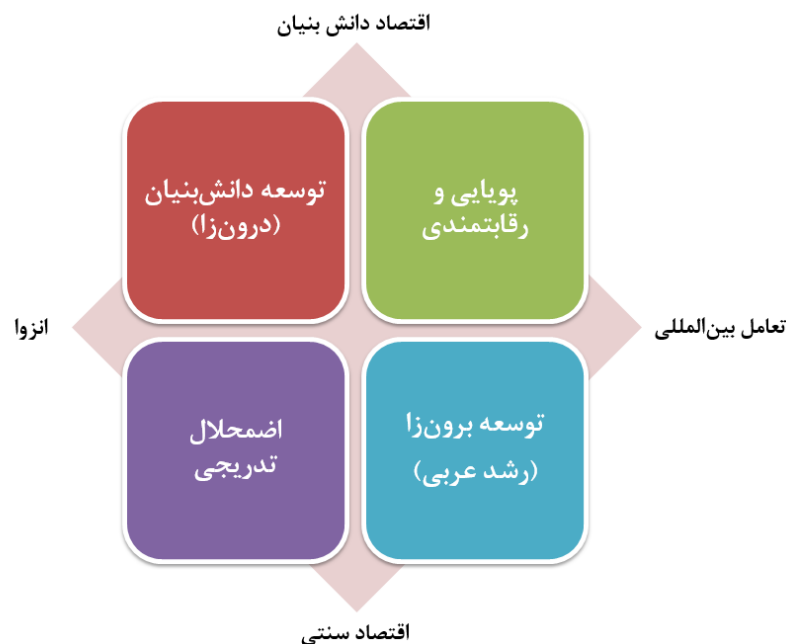 اقتصاد دانش بنیان
پویایی و
رقابتمندی
توسعه دانش‌بنیان
(درون‌زا)
تعامل بین‌المللی
انزوا
توسعه برون‌زا
(رشد عربی)
اضمحلال
تدریجی
اقتصاد سنتی